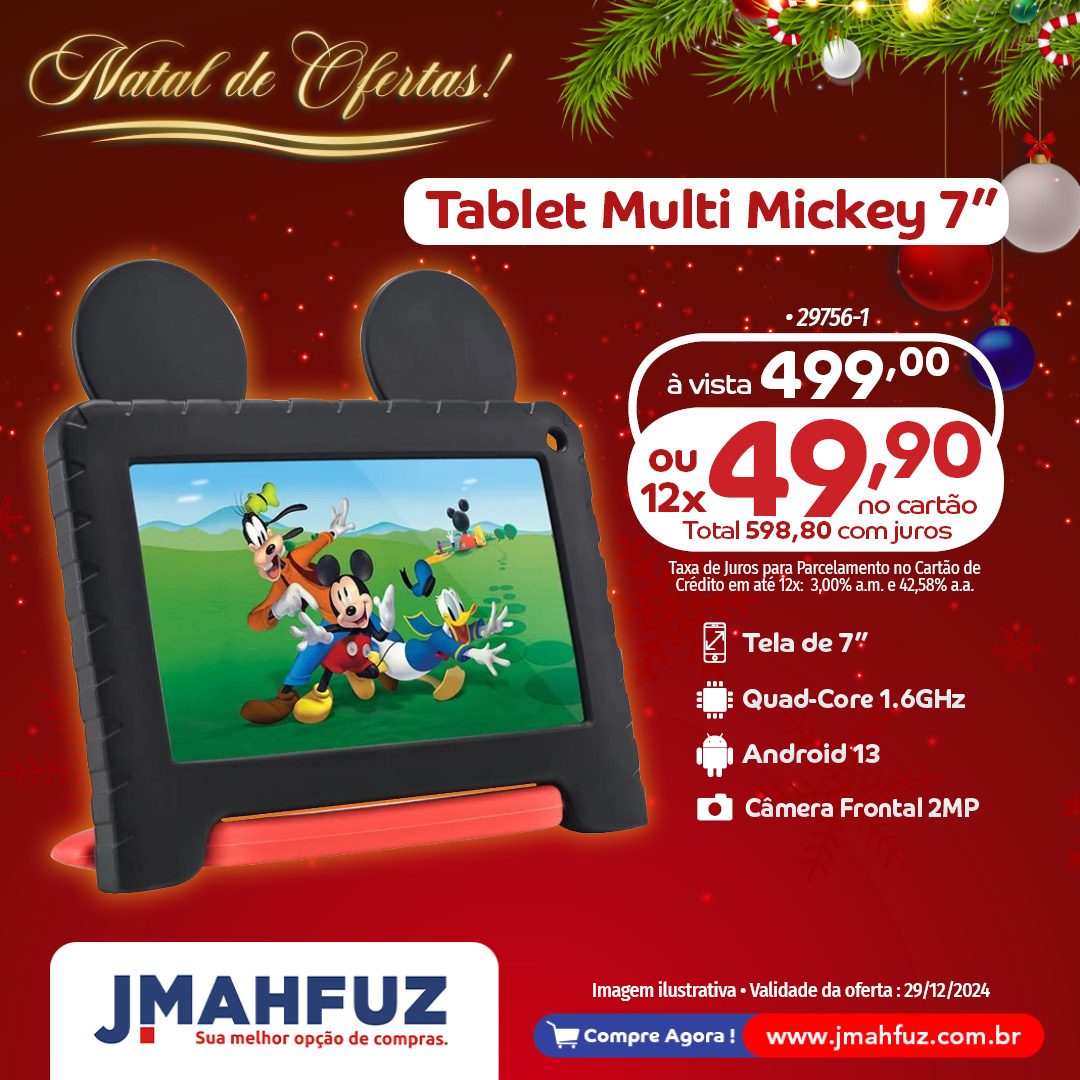 Natal de Ofertas!
Tablet Multi Mickey 7”
• 29756-1
à vista 499,00
ou 12x 49,90
no cartão
Total 598,80 com juros
Taxa de Juros para Parcelamento no Cartão de
Crédito em até 12x: 3,00% a.m. e 42,58% a.a.
Tela de 7”
Quad-Core 1.6GHz
Android 13
Câmera Frontal 2MP
JMAHFUZ
Sua melhor opção de compras.
Imagem ilustrativa • Validade da oferta : 29/12/2024
Compre Agora !
www.jmahfuz.com.br